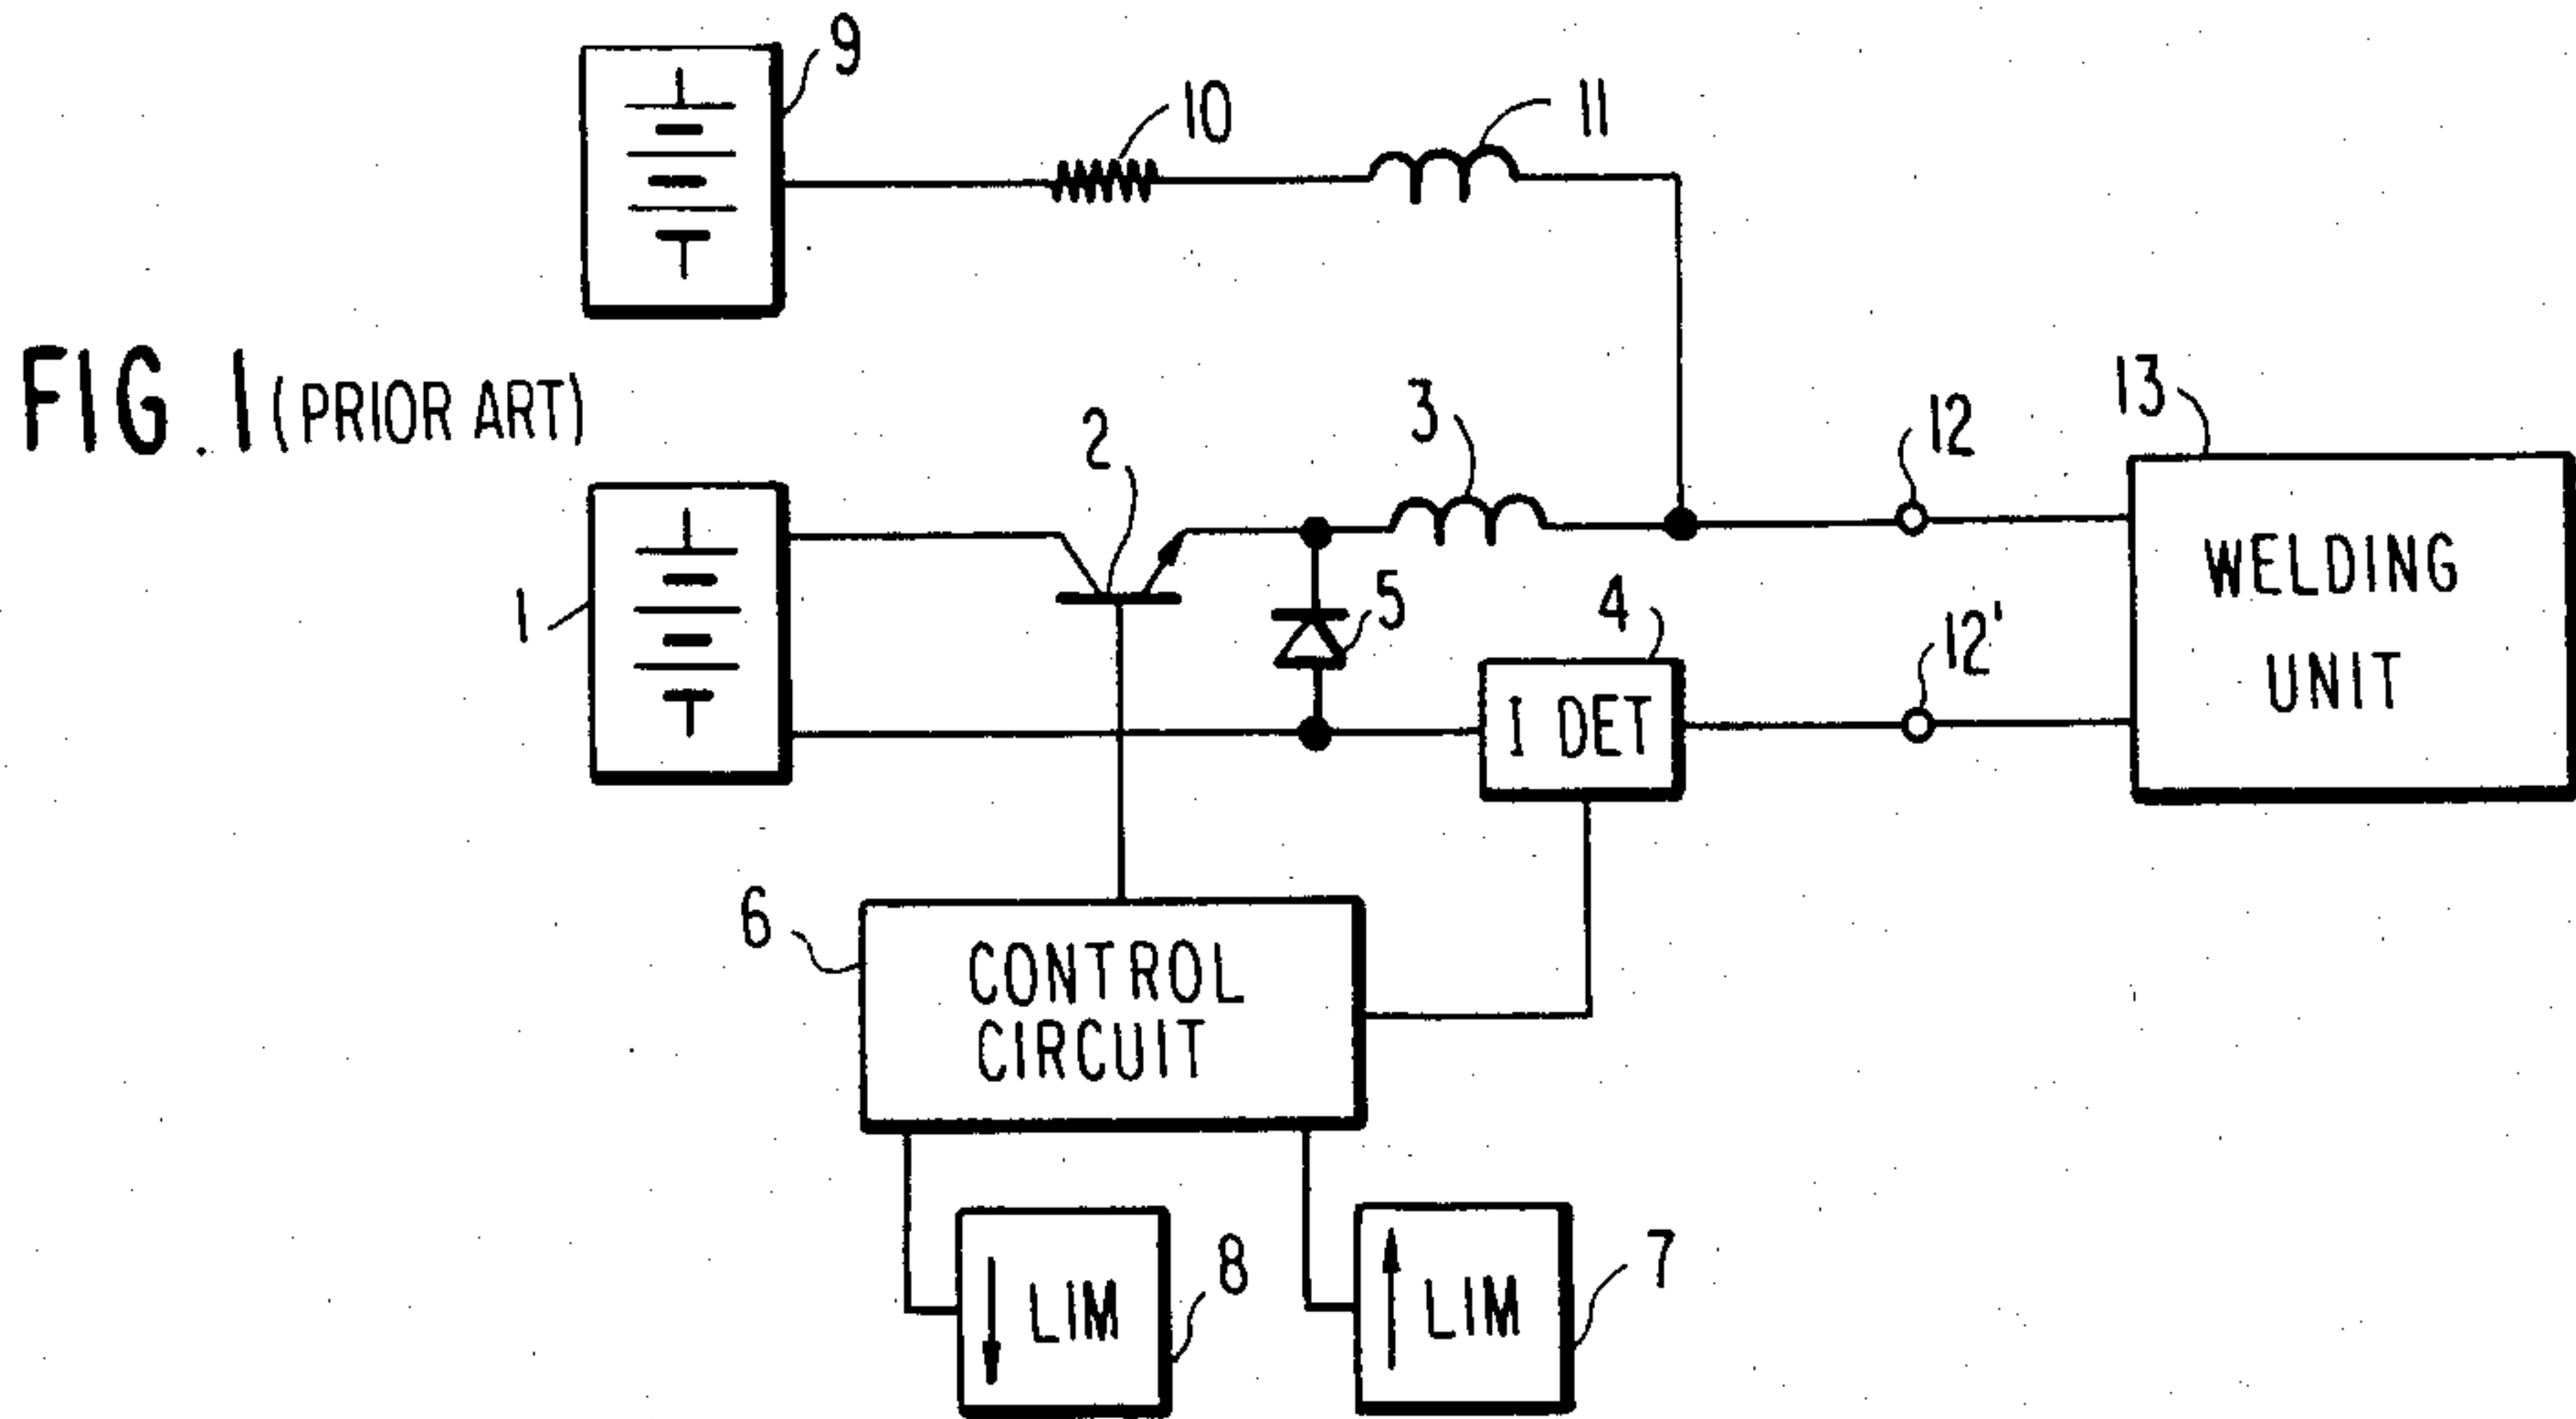 9
10
11
FIG. 1 (PRIOR ART)
2
3
12
13
1
5
4
12'
WELDING
UNIT
I DET
6
CONTROL
CIRCUIT
8
7
LIM
LIM